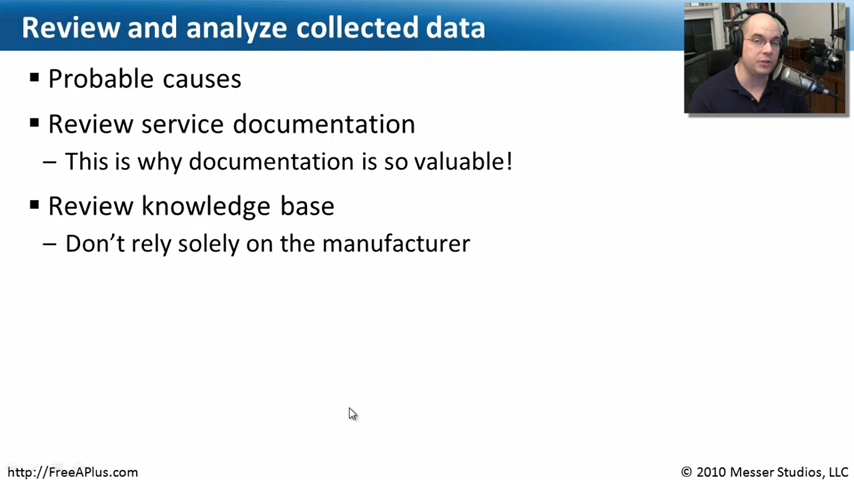 Review and analyze collected data
▪ Probable causes
▪ Review service documentation
– This is why documentation is so valuable!
▪ Review knowledge base
– Don’t rely solely on the manufacturer
http://FreeAPlus.com
© 2010 Messer Studios, LLC